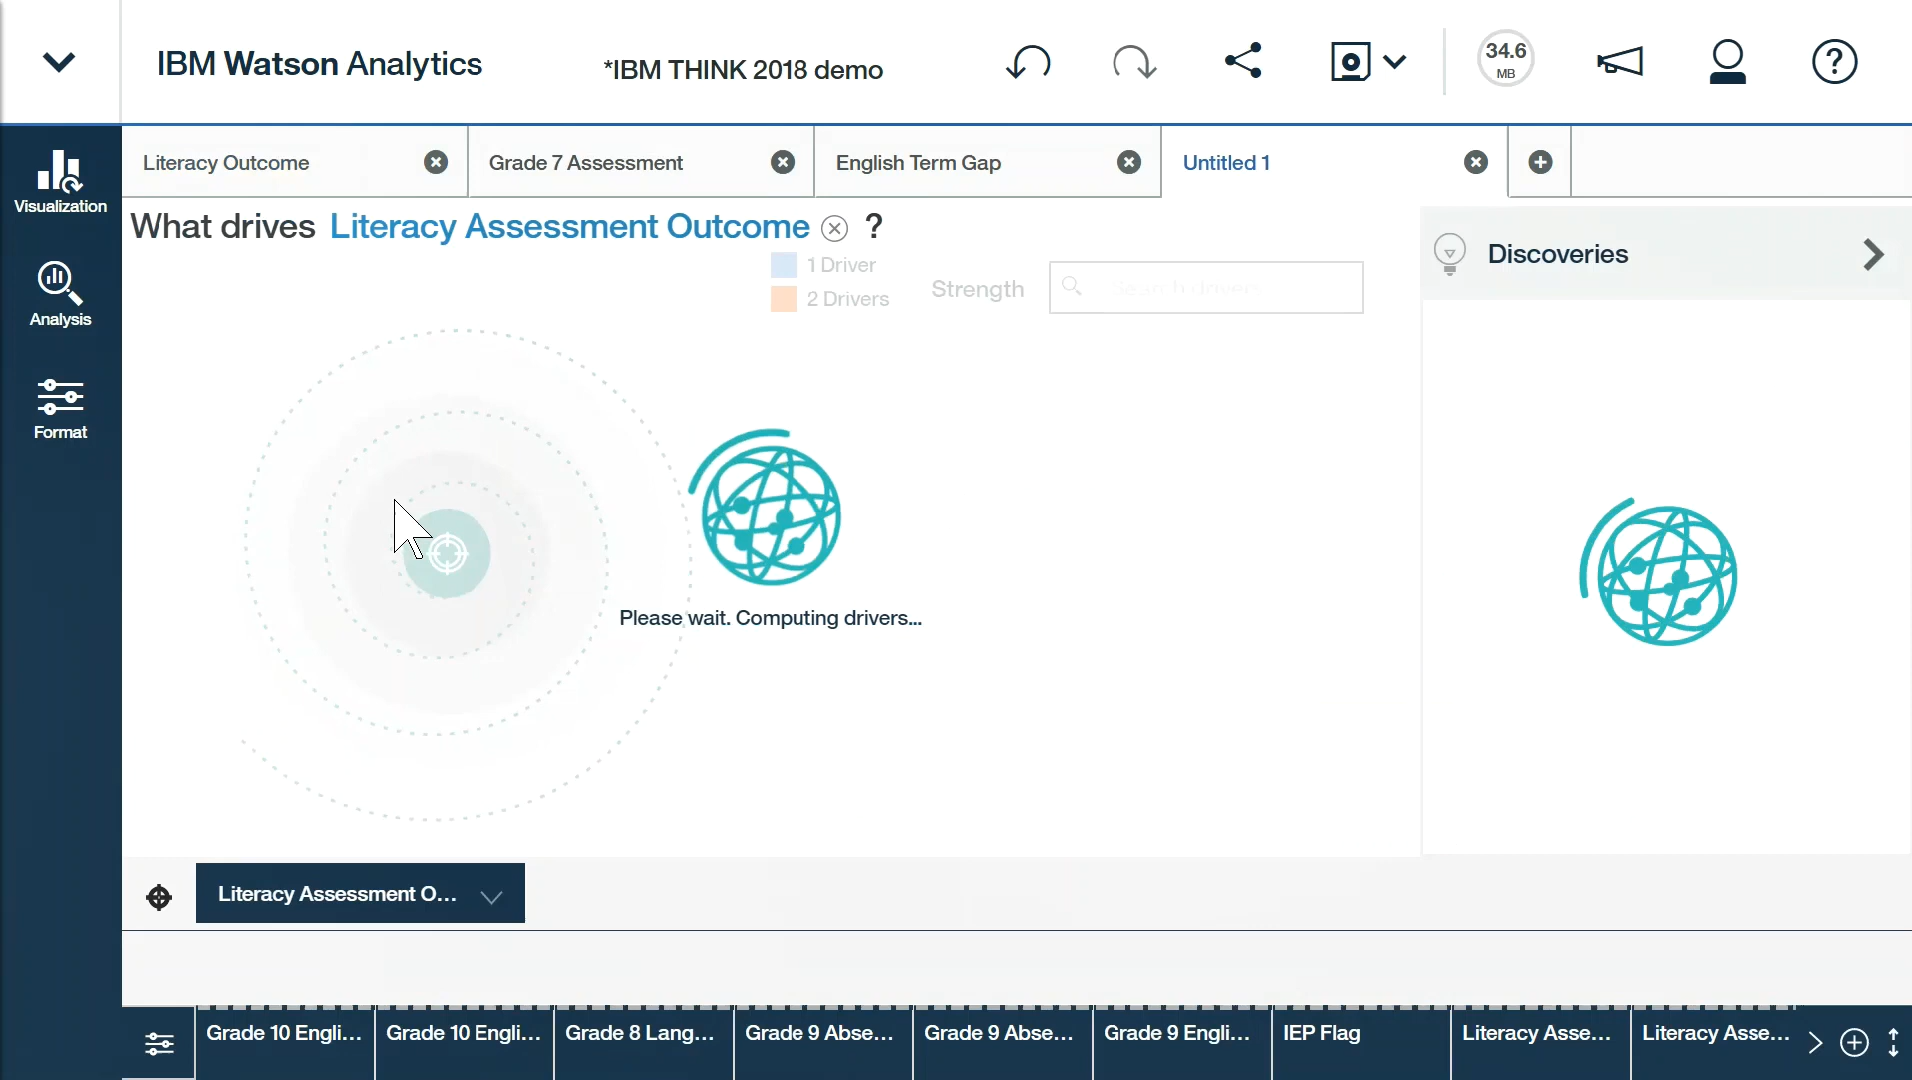 IBM Watson Analytics
*IBM THINK 2018 demo
34.6
MB
?
Visualization
Analysis
Format
Literacy Outcome
Grade 7 Assessment
English Term Gap
Untitled 1
What drives Literacy Assessment Outcome ?
1 Driver
2 Drivers
Strength
Search drivers
Discoveries
Please wait. Computing drivers...
Literacy Assessment O...
Grade 10 Engli...
Grade 10 Engli...
Grade 8 Lang...
Grade 9 Abse...
Grade 9 Abse...
Grade 9 Engli...
IEP Flag
Literacy Asse...
Literacy Asse...